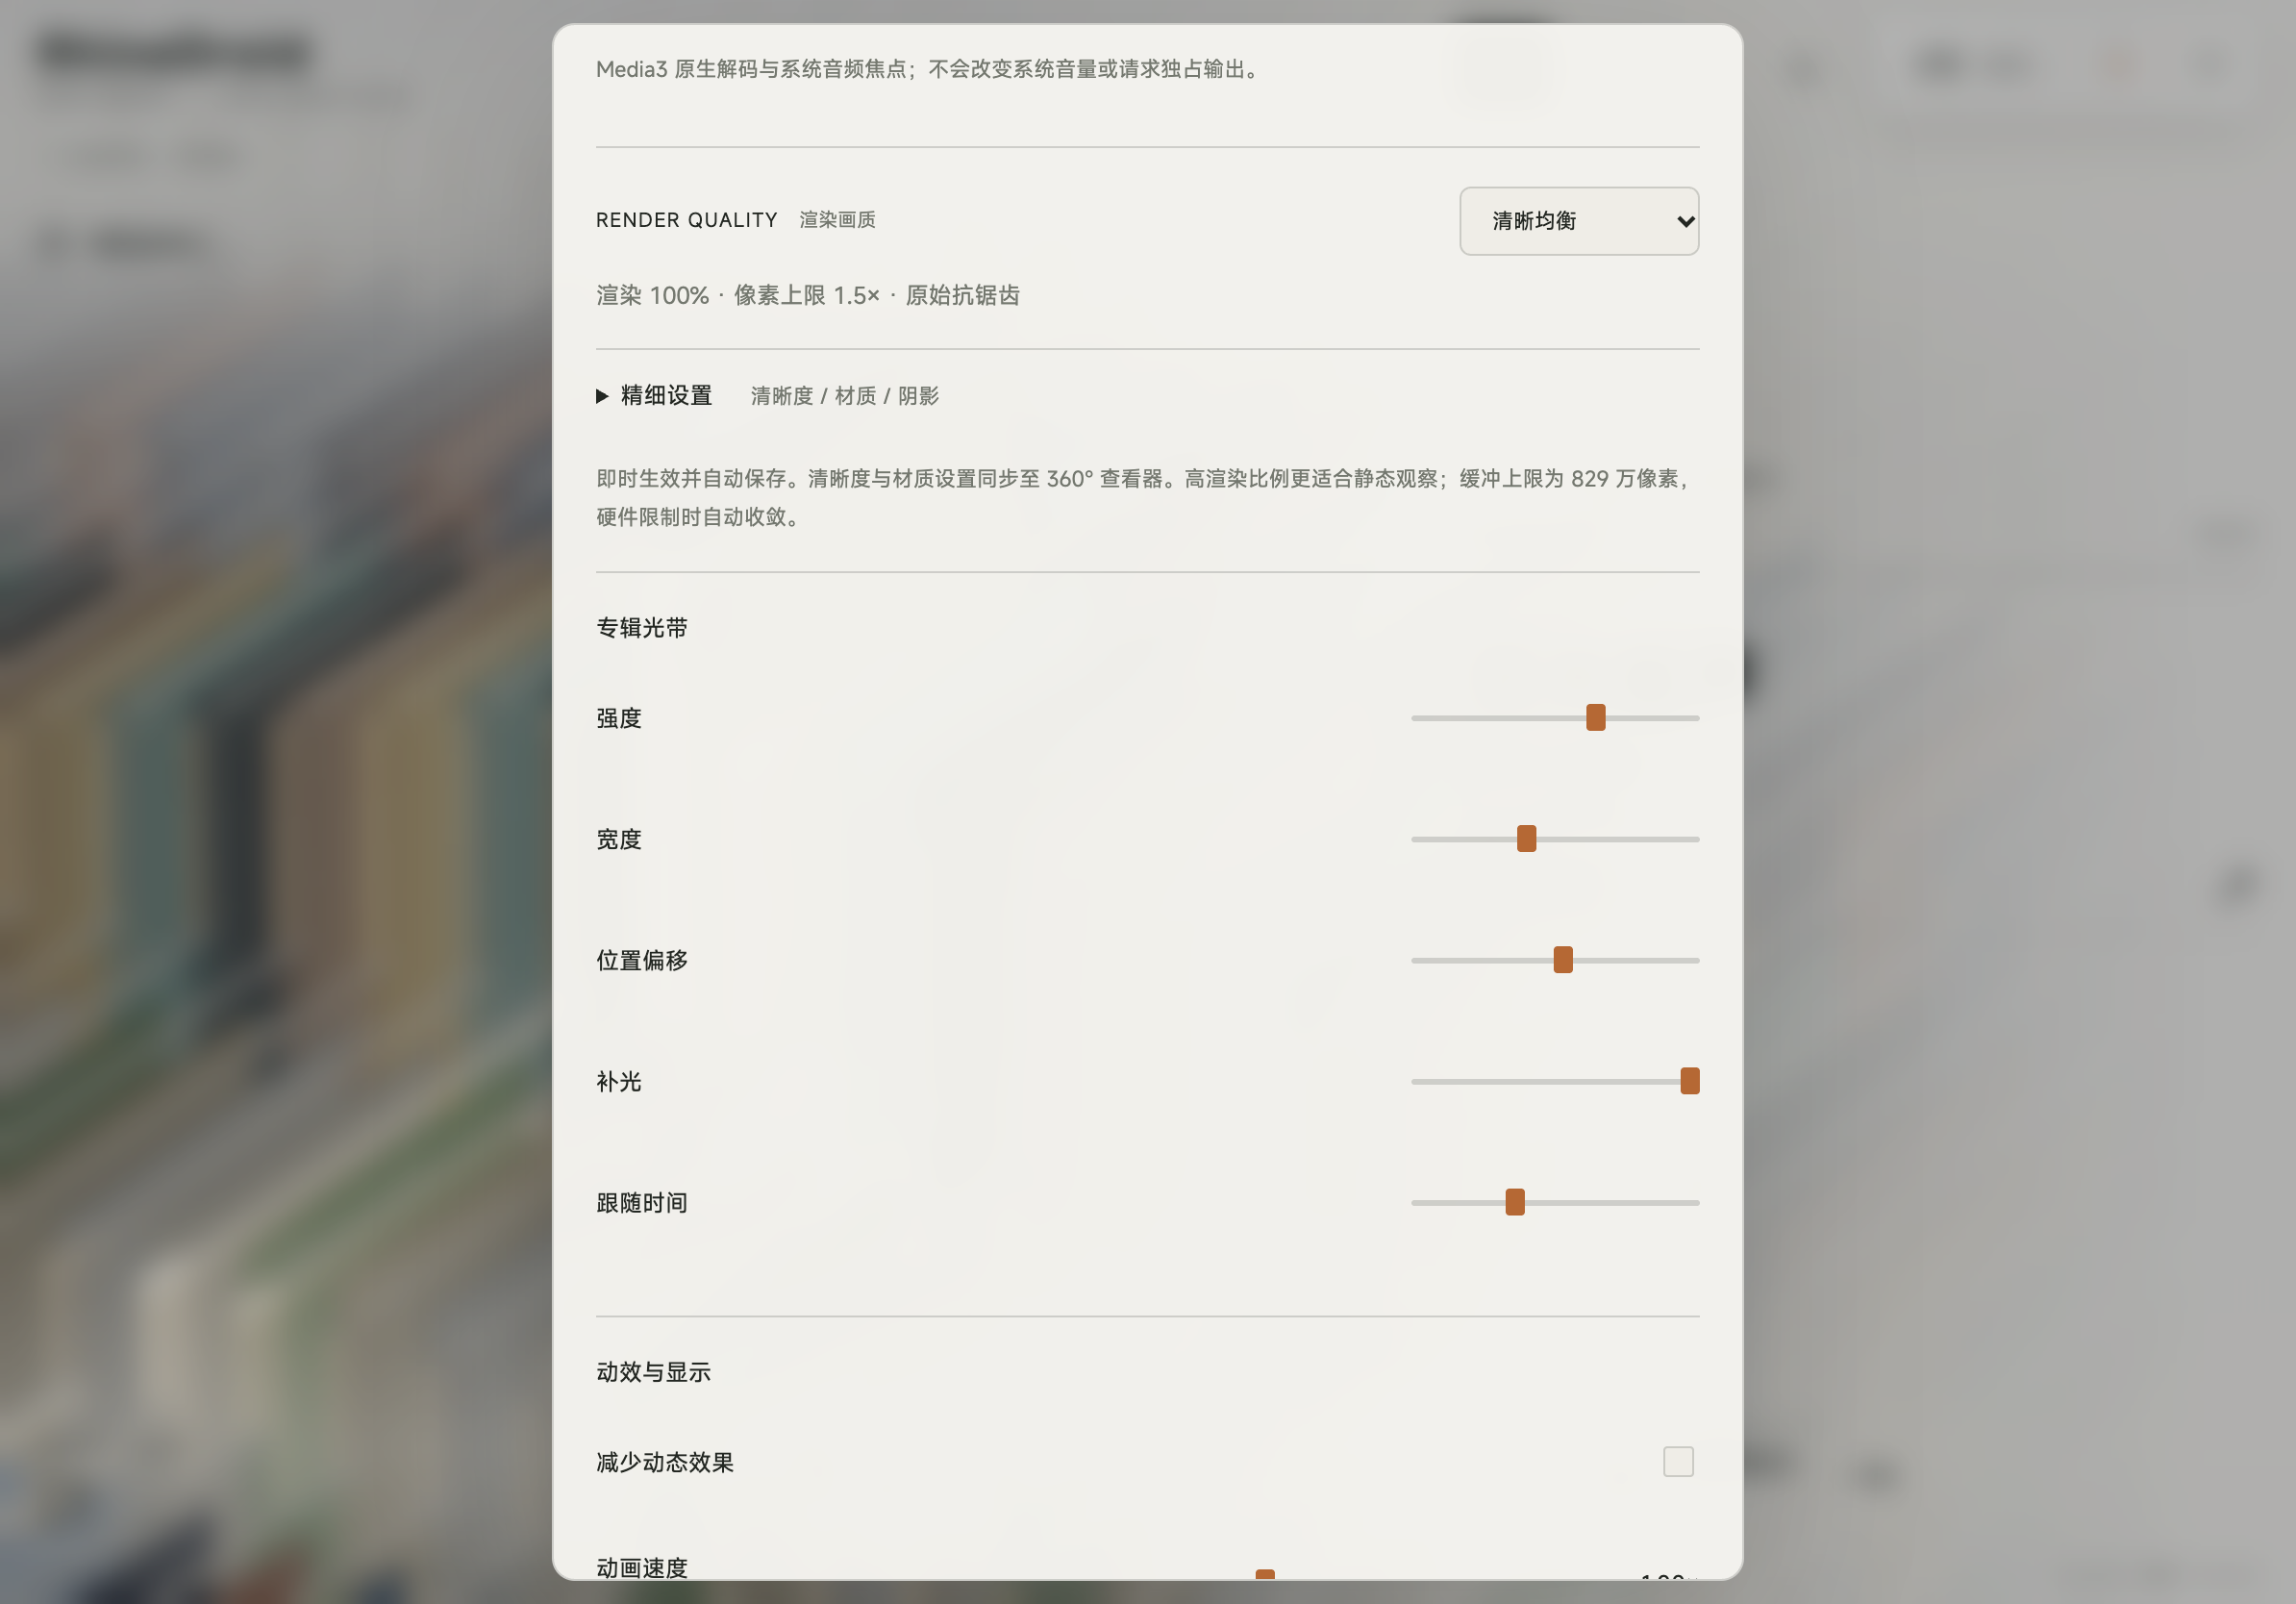 Media3 原生解码与系统音频焦点；不会改变系统音量或请求独占输出。
RENDER QUALITY 渲染画质
清晰均衡
渲染 100% · 像素上限 1.5× · 原始抗锯齿
精细设置 清晰度 / 材质 / 阴影
即时生效并自动保存。清晰度与材质设置同步至 360° 查看器。高渲染比例更适合静态观察；缓冲上限为 829 万像素，
硬件限制时自动收敛。
专辑光带
强度
宽度
位置偏移
补光
跟随时间
动效与显示
减少动态效果
动画速度